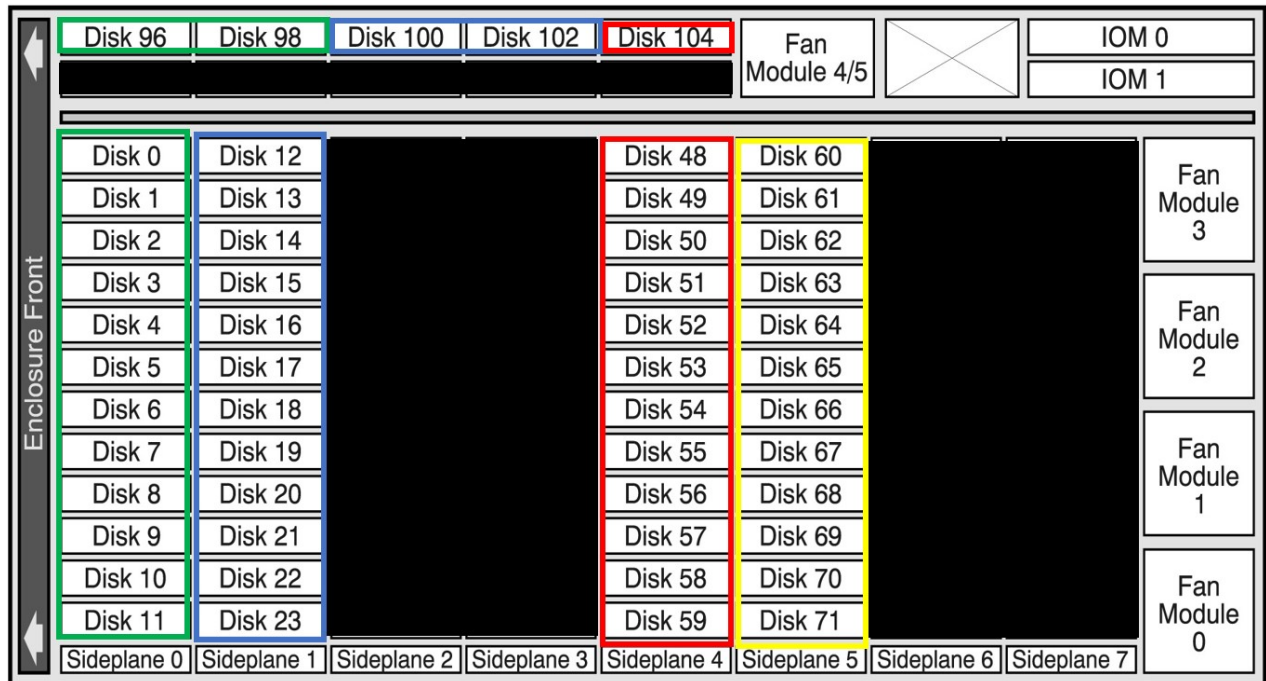 Disk 96 Disk 98 Disk 100 Disk 102 Disk 104 Fan Module 4/5 IOM 0
IOM 1
Enclosure Front
Disk 0 Disk 12 Disk 48 Disk 60
Disk 1 Disk 13 Disk 49 Disk 61
Disk 2 Disk 14 Disk 50 Disk 62
Disk 3 Disk 15 Disk 51 Disk 63
Disk 4 Disk 16 Disk 52 Disk 64
Disk 5 Disk 17 Disk 53 Disk 65
Disk 6 Disk 18 Disk 54 Disk 66
Disk 7 Disk 19 Disk 55 Disk 67
Disk 8 Disk 20 Disk 56 Disk 68
Disk 9 Disk 21 Disk 57 Disk 69
Disk 10 Disk 22 Disk 58 Disk 70
Disk 11 Disk 23 Disk 59 Disk 71
Fan
Module
3
Fan
Module
2
Fan
Module
1
Fan
Module
0
Sideplane 0 Sideplane 1 Sideplane 2 Sideplane 3 Sideplane 4 Sideplane 5 Sideplane 6 Sideplane 7